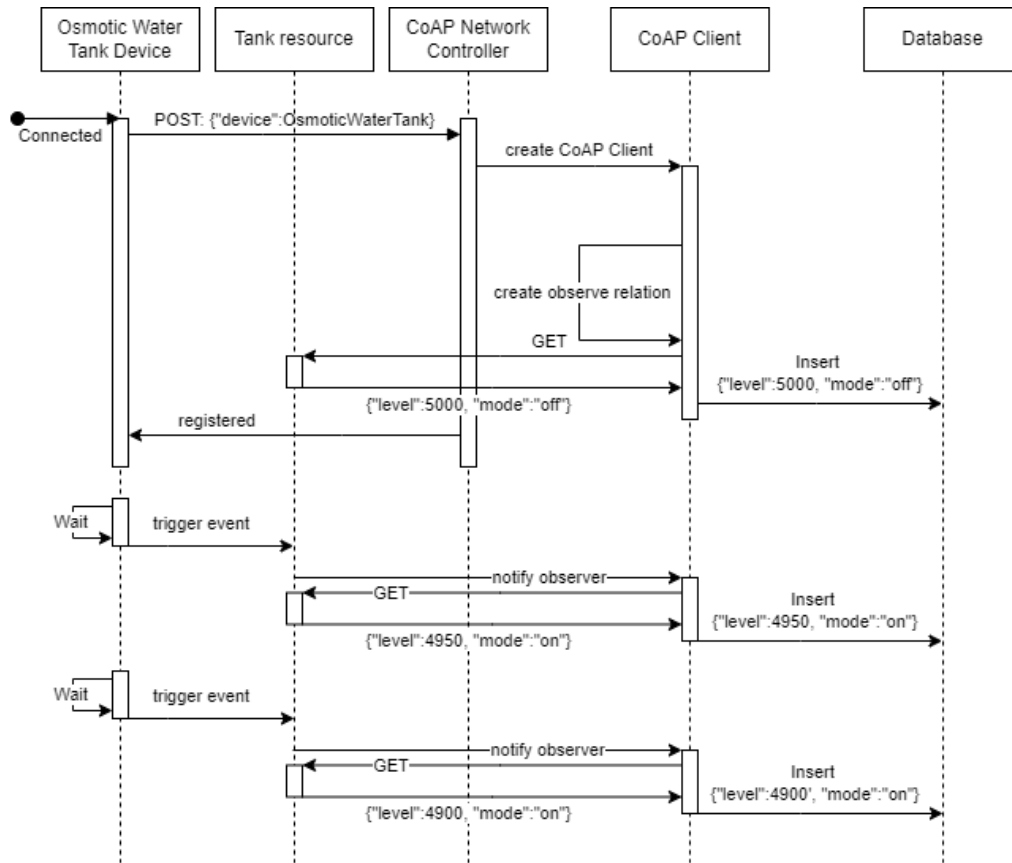 Osmotic Water
Tank Device
Tank resource
CoAP Network
Controller
CoAP Client
Database
Connected
POST: {"device":OsmoticWaterTank}
create CoAP Client
create observe relation
GET
Insert
{"level":5000, "mode":"off"}
{"level":5000, "mode":"off"}
registered
Wait
trigger event
notify observer
GET
Insert
{"level":4950, "mode":"on"}
{"level":4950, "mode":"on"}
Wait
trigger event
notify observer
GET
Insert
{"level":4900', "mode":"on"}
{"level":4900, "mode":"on"}